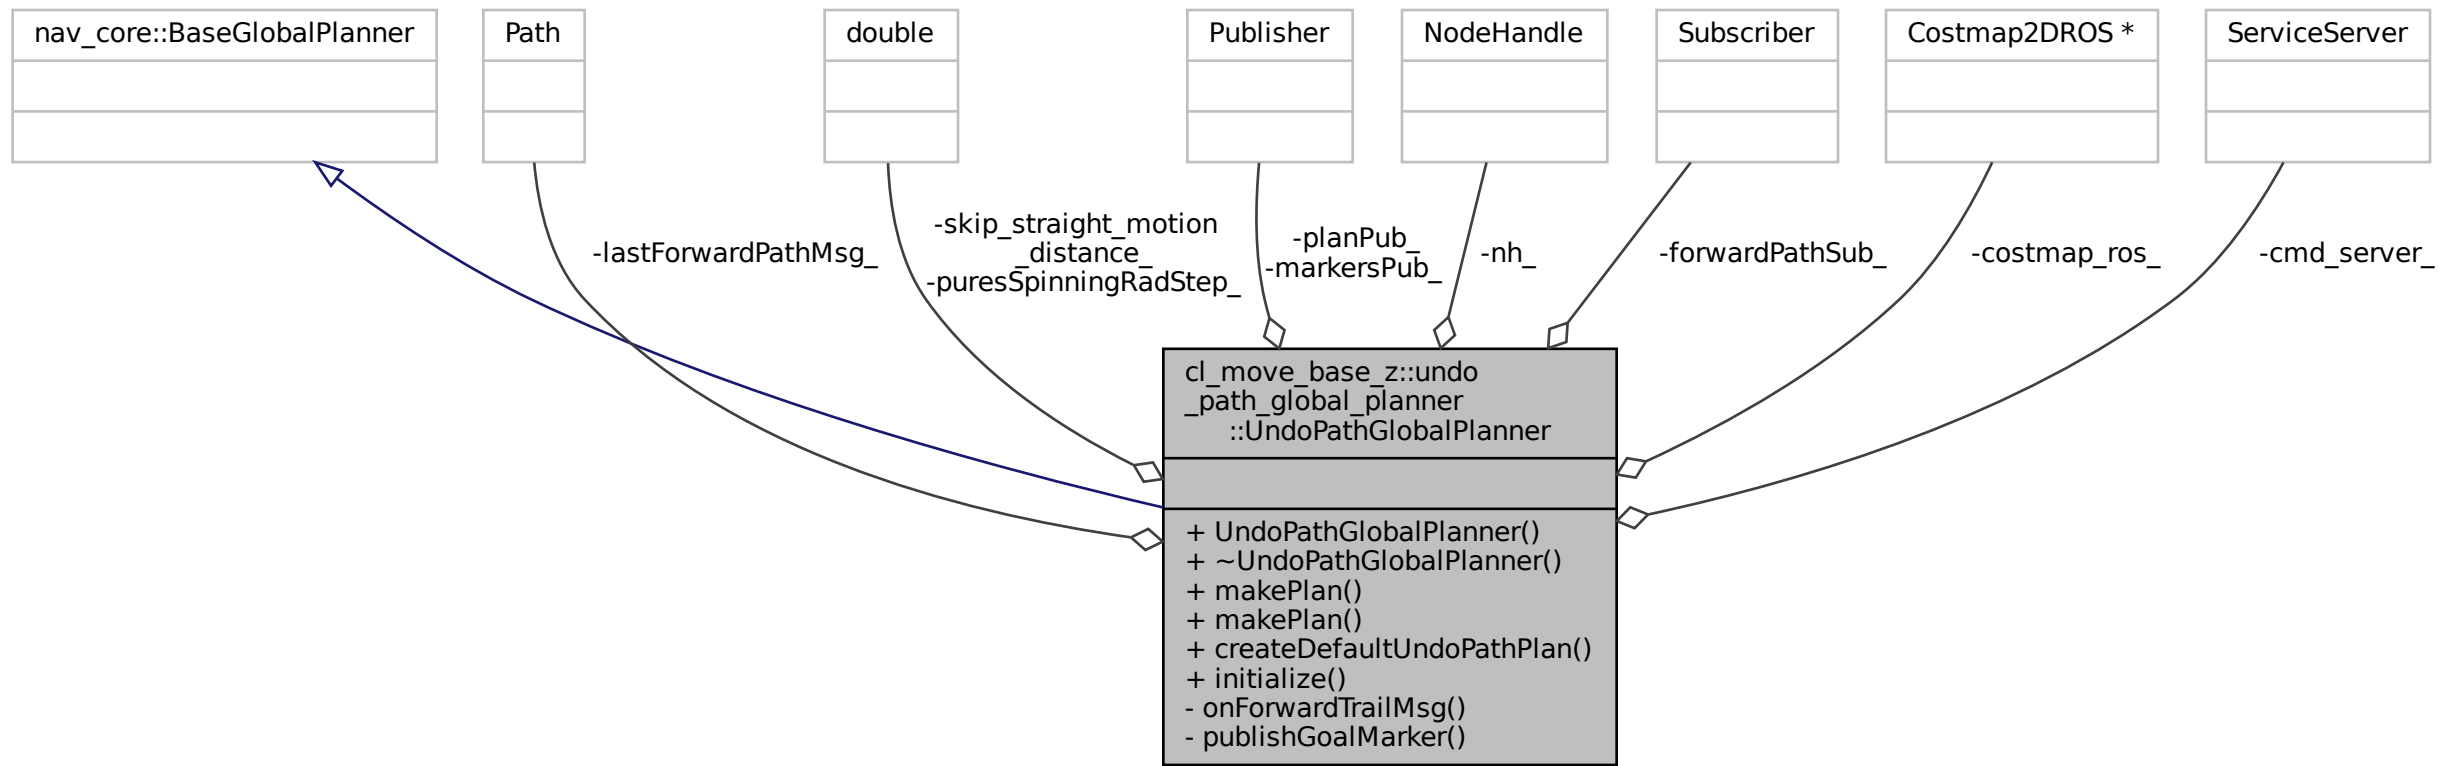 nav_core::BaseGlobalPlanner
Path
double
Publisher
NodeHandle
Subscriber
Costmap2DROS *
ServiceServer
-lastForwardPathMsg_
-skip_straight_motion
_distance_
-puresSpinningRadStep_
-planPub_
-markersPub_
-nh_
-forwardPathSub_
-costmap_ros_
-cmd_server_
cl_move_base_z::undo
_path_global_planner
::UndoPathGlobalPlanner
+ UndoPathGlobalPlanner()
+ ~UndoPathGlobalPlanner()
+ makePlan()
+ makePlan()
+ createDefaultUndoPathPlan()
+ initialize()
- onForwardTrailMsg()
- publishGoalMarker()